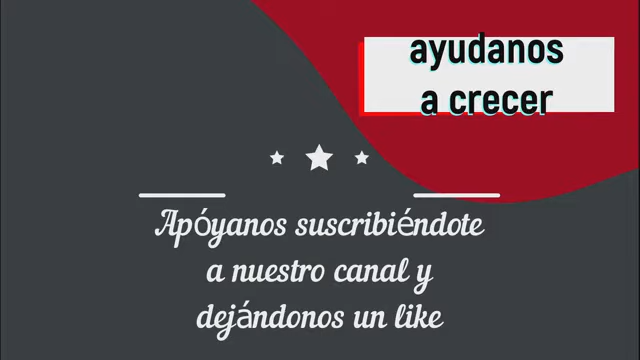 ayudanos
a crecer
Apóyanos suscribiéndote
a nuestro canal y
dejándonos un like